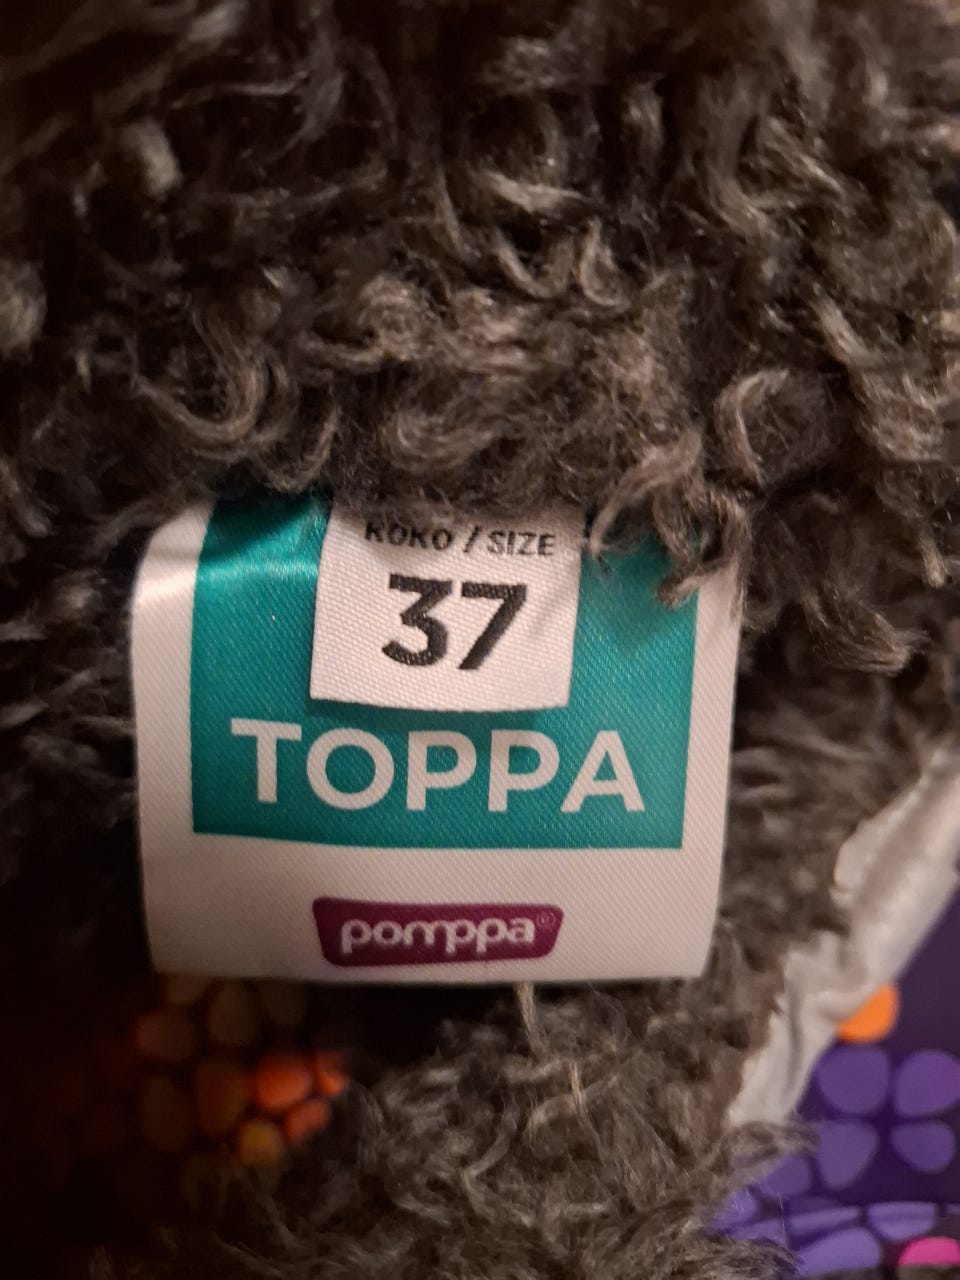 KOKO / SIZE
37
TOPPA
pomppa®